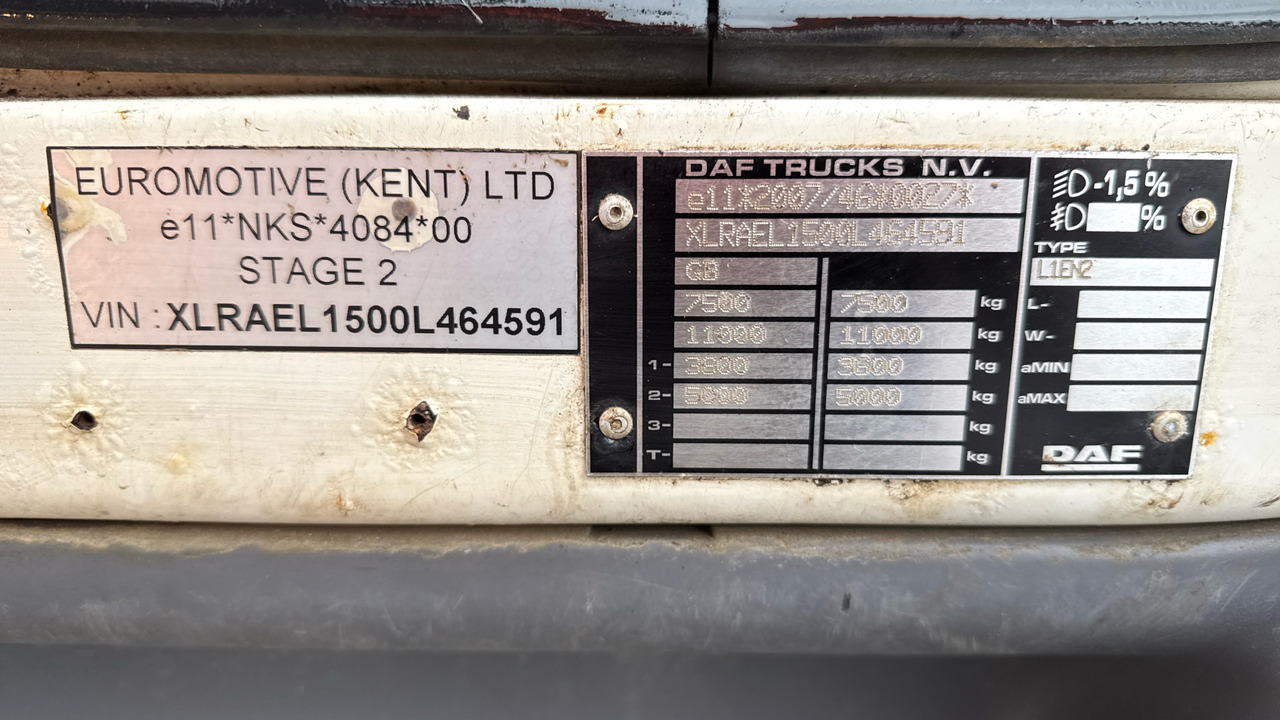 EUROMOTIVE (KENT) LTD
e11*NKS*4084*00
STAGE 2
VIN : XLRAEL1500L464591
DAF TRUCKS N.V.
e11*2007/46*0027*
XLRAEL1500L464591
GB
7500 7500 kg
11000 11000 kg
1- 3800 3800 kg
2- 5000 5000 kg
3- kg
T- kg
-1,5%
%
TYPE
L1EN2
L-
W-
aMIN
aMAX
DAF